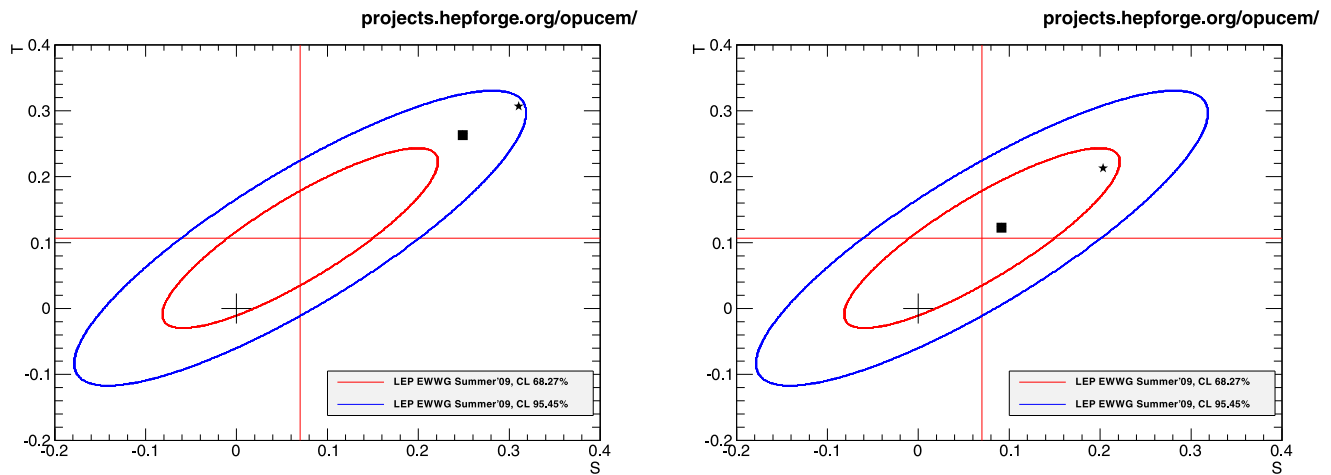 projects.hepforge.org/opucem/
T
0.4
0.3
0.2
0.1
0
-0.1
-0.2
LEP EWWG Summer'09, CL 68.27%
LEP EWWG Summer'09, CL 95.45%
-0.2 -0.1 0 0.1 0.2 0.3 0.4
S
projects.hepforge.org/opucem/
T
0.4
0.3
0.2
0.1
0
-0.1
-0.2
LEP EWWG Summer'09, CL 68.27%
LEP EWWG Summer'09, CL 95.45%
-0.2 -0.1 0 0.1 0.2 0.3 0.4
S